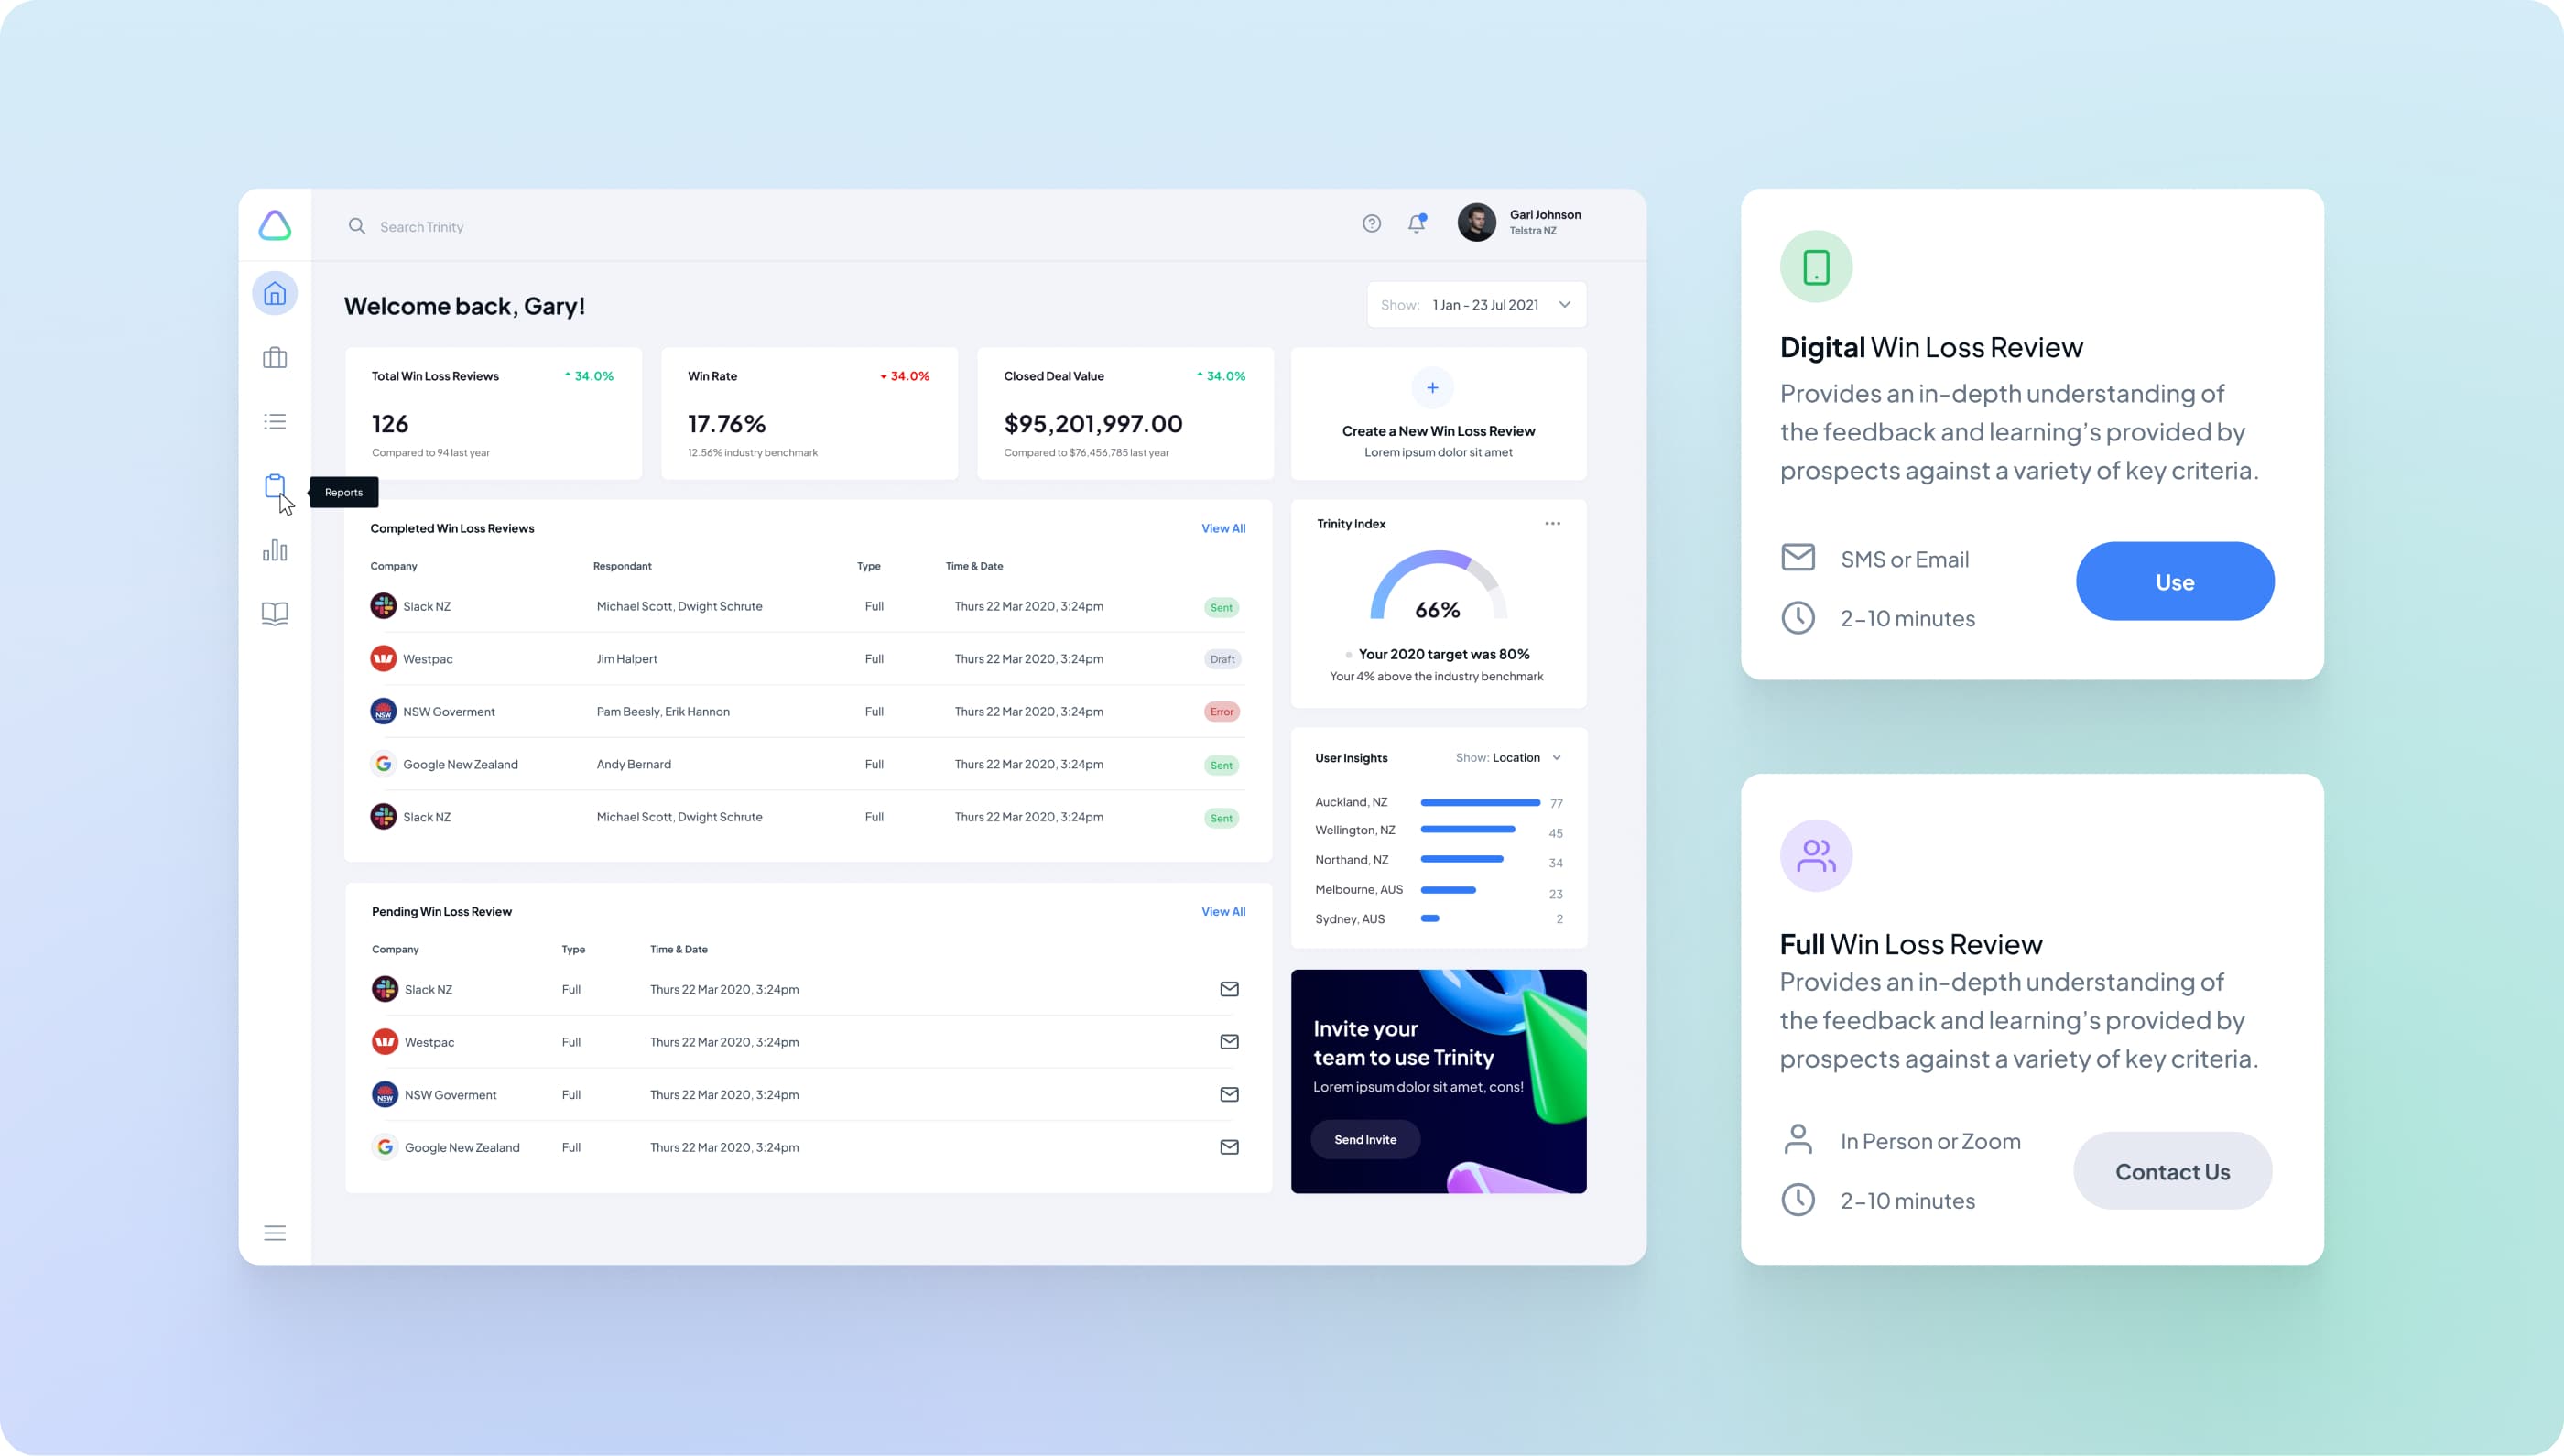 Search Trinity
Gari Johnson
Telstra NZ
Welcome back, Gary!
Show: 1 Jan - 23 Jul 2021
Total Win Loss Reviews 34.0%
126
Compared to 94 last year
Win Rate 34.0%
17.76%
12.56% industry benchmark
Closed Deal Value 34.0%
$95,201,997.00
Compared to $76,456,785 last year
+
Create a New Win Loss Review
Lorem ipsum dolor sit amet
Reports
Completed Win Loss Reviews View All
Company Respondant Type Time & Date
Slack NZ Michael Scott, Dwight Schrute Full Thurs 22 Mar 2020, 3:24pm Sent
Westpac Jim Halpert Full Thurs 22 Mar 2020, 3:24pm Draft
NSW NSW Goverment Pam Beesly, Erik Hannon Full Thurs 22 Mar 2020, 3:24pm Error
Google New Zealand Andy Bernard Full Thurs 22 Mar 2020, 3:24pm Sent
Slack NZ Michael Scott, Dwight Schrute Full Thurs 22 Mar 2020, 3:24pm Sent
Pending Win Loss Review View All
Company Type Time & Date
Slack NZ Full Thurs 22 Mar 2020, 3:24pm
Westpac Full Thurs 22 Mar 2020, 3:24pm
NSW NSW Goverment Full Thurs 22 Mar 2020, 3:24pm
Google New Zealand Full Thurs 22 Mar 2020, 3:24pm
Trinity Index
66%
Your 2020 target was 80%
Your 4% above the industry benchmark
User Insights Show: Location
Auckland, NZ 77
Wellington, NZ 45
Northand, NZ 34
Melbourne, AUS 23
Sydney, AUS 2
Invite your
team to use Trinity
Lorem ipsum dolor sit amet, cons!
Send Invite
Digital Win Loss Review
Provides an in-depth understanding of
the feedback and learning's provided by
prospects against a variety of key criteria.
SMS or Email
2-10 minutes
Use
Full Win Loss Review
Provides an in-depth understanding of
the feedback and learning's provided by
prospects against a variety of key criteria.
In Person or Zoom
2-10 minutes
Contact Us